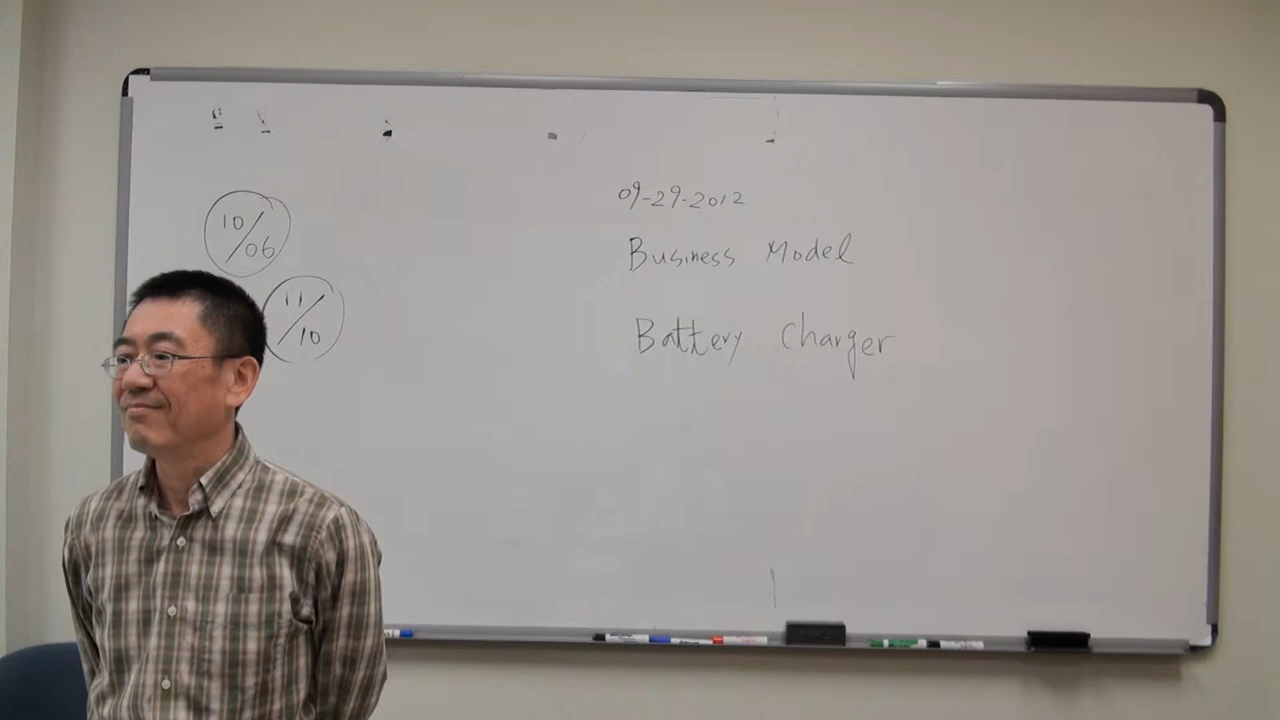 10/06
11/10
09-29-2012
Business Model
Battery Charger